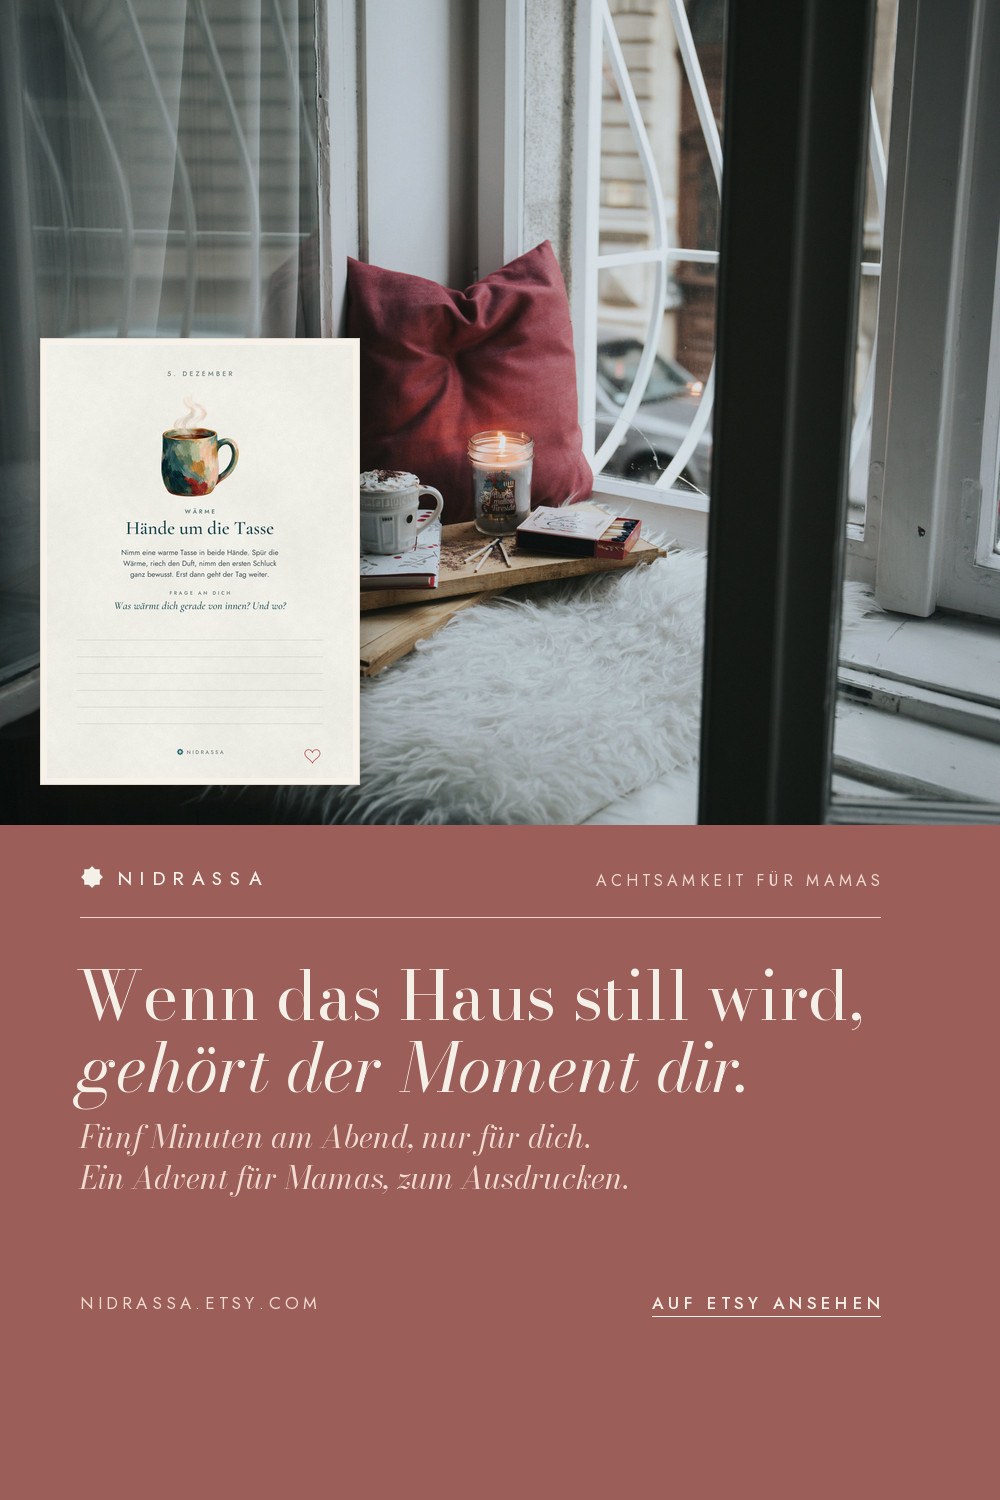 5. DEZEMBER
WÄRME
Hände um die Tasse
Nimm eine warme Tasse in beide Hände. Spür die
Wärme, riech den Duft, nimm den ersten Schluck
ganz bewusst. Erst dann geht der Tag weiter.
FRAGE AN DICH
Was wärmt dich gerade von innen? Und wo?
NIDRASSA
NIDRASSA
ACHTSAMKEIT FÜR MAMAS
Wenn das Haus still wird,
gehört der Moment dir.
Fünf Minuten am Abend, nur für dich.
Ein Advent für Mamas, zum Ausdrucken.
NIDRASSA.ETSY.COM
AUF ETSY ANSEHEN